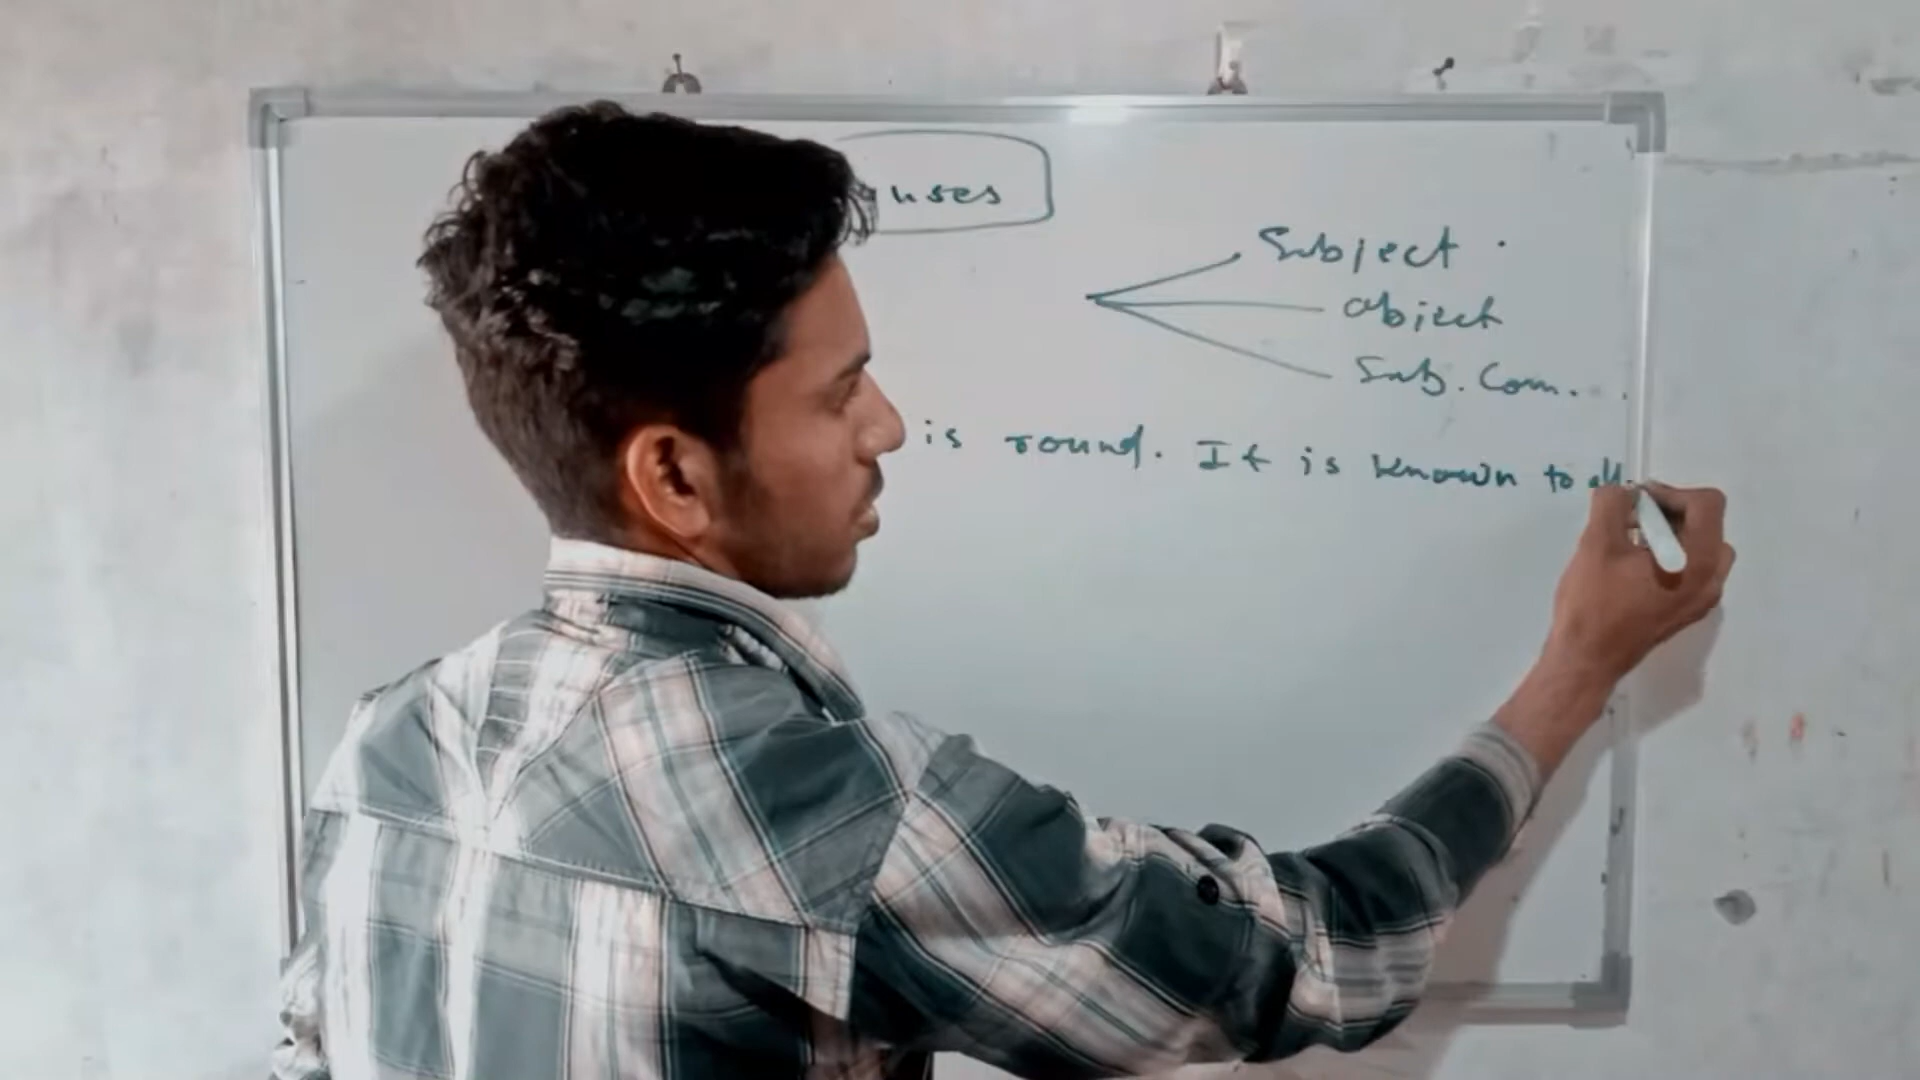 uses
Subject
object
Sub. Com.
is round. It is known to all.